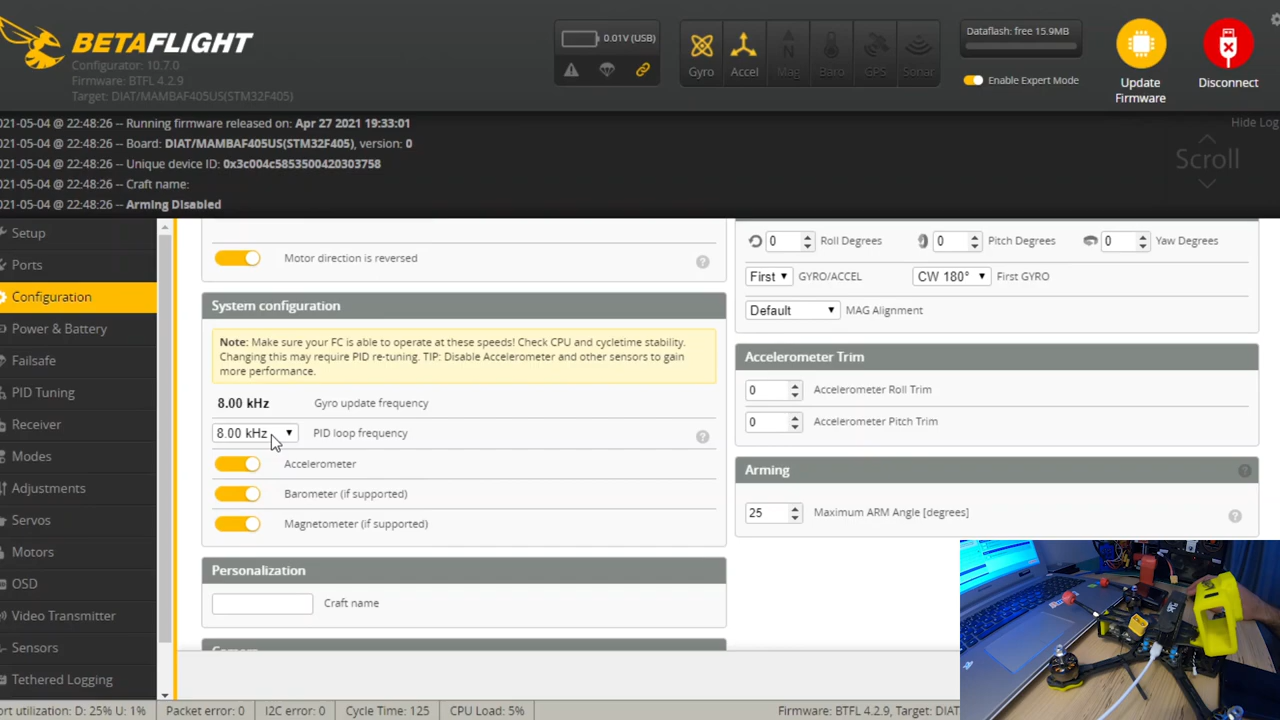 BETAFLIGHT
Configurator: 10.7.0
Firmware: BTFL 4.2.9
Target: DIAT/MAMBAF405US(STM32F405)
0.01V (USB)
Gyro
Accel
Mag
Baro
GPS
Sonar
Dataflash: free 15.9MB
Enable Expert Mode
Update
Firmware
Disconnect
Hide Log
Scroll
021-05-04 @ 22:48:26 -- Running firmware released on: Apr 27 2021 19:33:01
021-05-04 @ 22:48:26 -- Board: DIAT/MAMBAF405US(STM32F405), version: 0
021-05-04 @ 22:48:26 -- Unique device ID: 0x3c004c5853500420303758
021-05-04 @ 22:48:26 -- Craft name:
021-05-04 @ 22:48:26 -- Arming Disabled
Setup
Ports
Configuration
Power & Battery
Failsafe
PID Tuning
Receiver
Modes
Adjustments
Servos
Motors
OSD
Video Transmitter
Sensors
Tethered Logging
Motor direction is reversed
System configuration
Note: Make sure your FC is able to operate at these speeds! Check CPU and cycletime stability.
Changing this may require PID re-tuning. TIP: Disable Accelerometer and other sensors to gain
more performance.
8.00 kHz Gyro update frequency
8.00 kHz PID loop frequency
Accelerometer
Barometer (if supported)
Magnetometer (if supported)
Personalization
Craft name
0 Roll Degrees 0 Pitch Degrees 0 Yaw Degrees
First GYRO/ACCEL CW 180° First GYRO
Default MAG Alignment
Accelerometer Trim
0 Accelerometer Roll Trim
0 Accelerometer Pitch Trim
Arming
25 Maximum ARM Angle [degrees]
ort utilization: D: 25% U: 1% Packet error: 0 I2C error: 0 Cycle Time: 125 CPU Load: 5% Firmware: BTFL 4.2.9, Target: DIAT